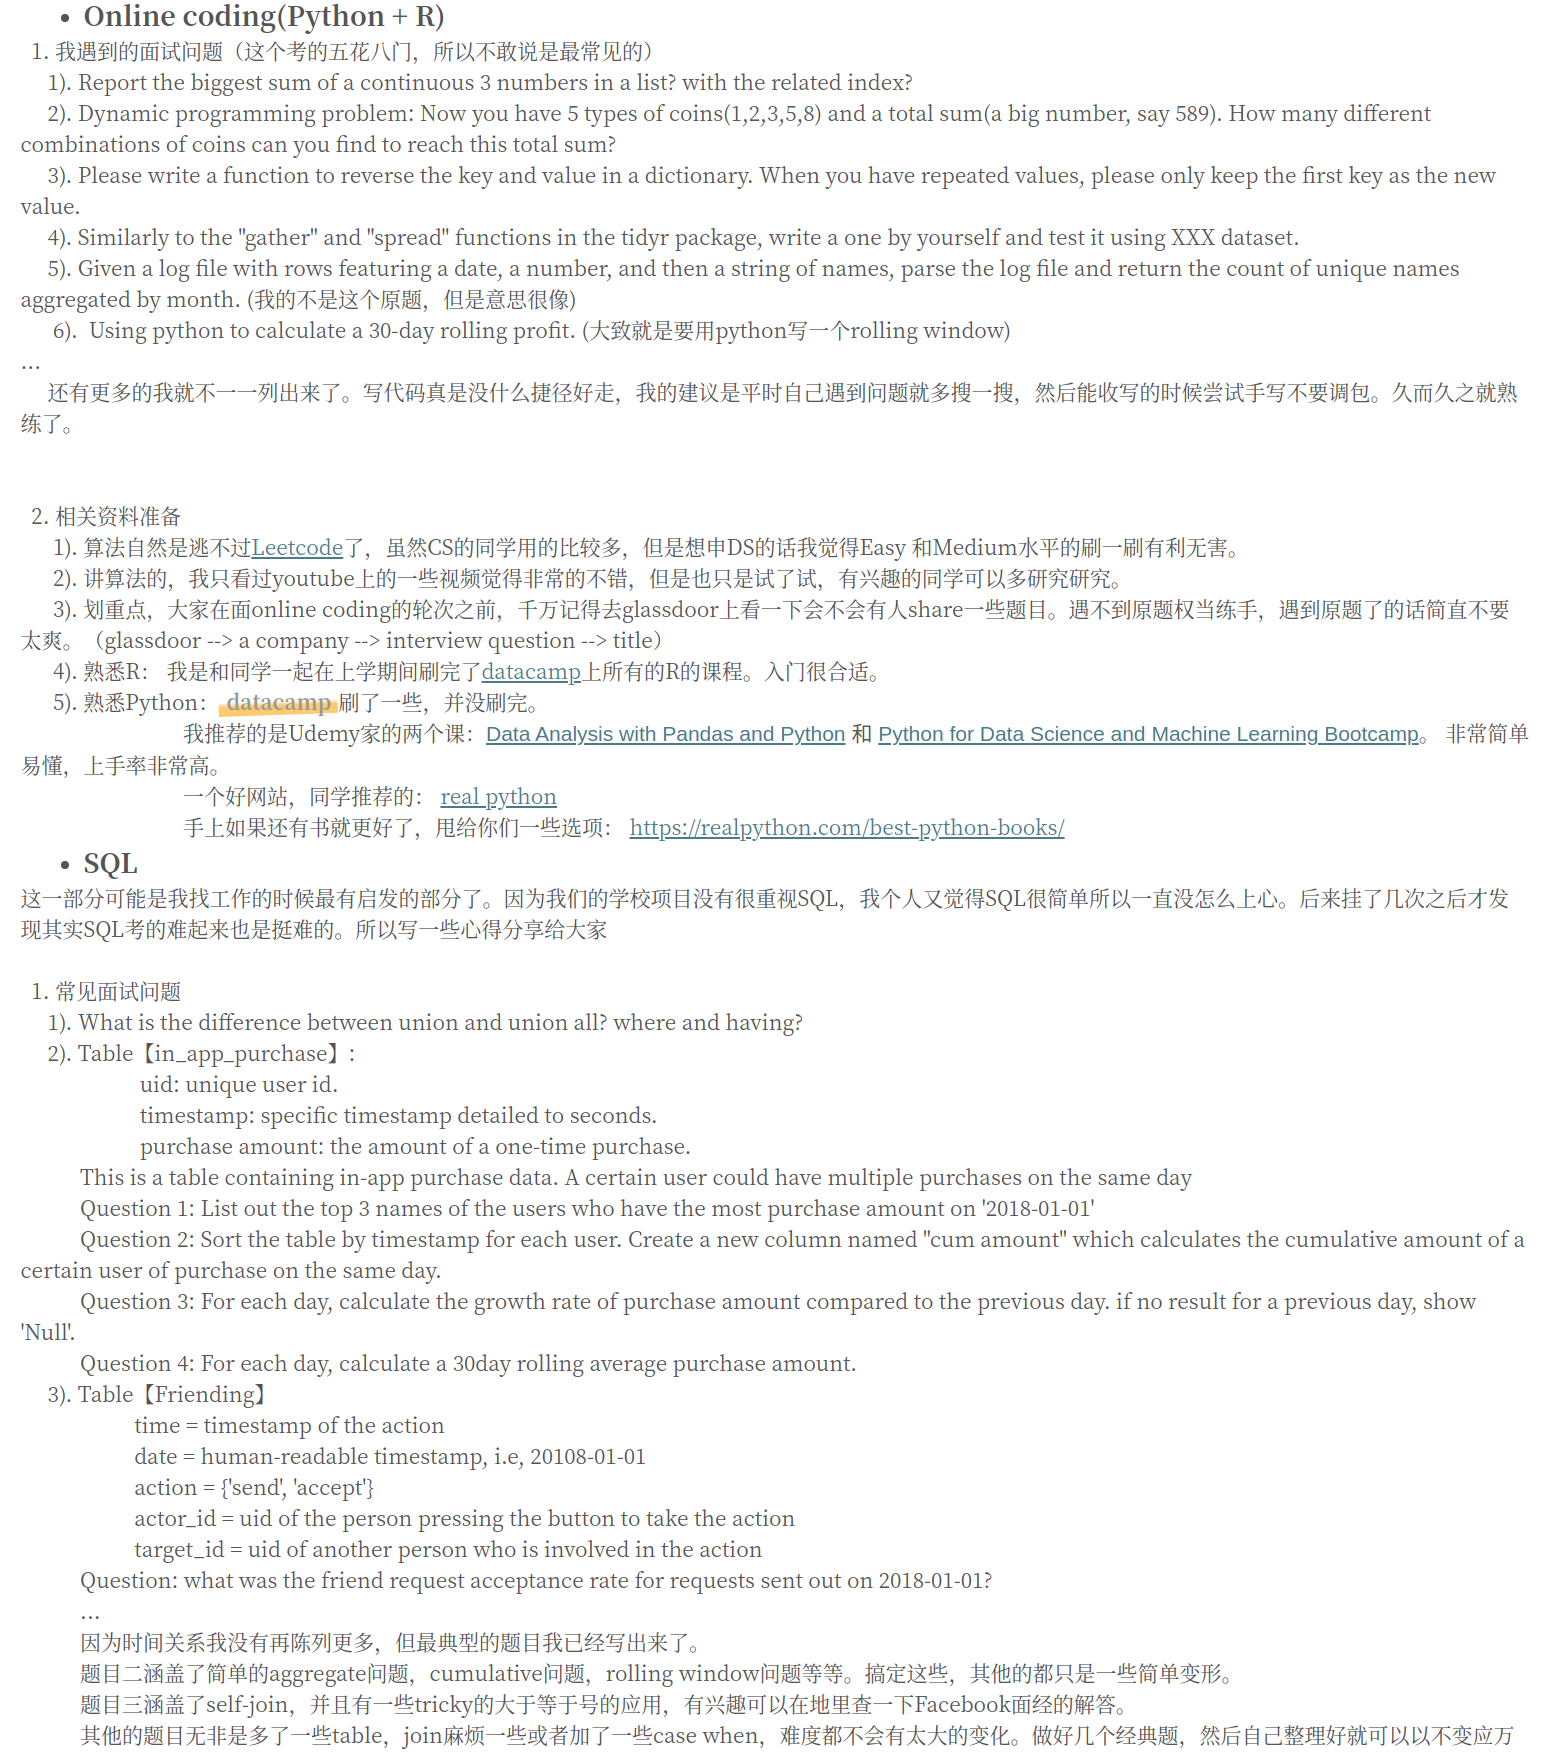 • Online coding(Python + R)
1. 我遇到的面试问题（这个考的五花八门，所以不敢说是最常见的）
1). Report the biggest sum of a continuous 3 numbers in a list? with the related index?
2). Dynamic programming problem: Now you have 5 types of coins(1,2,3,5,8) and a total sum(a big number, say 589). How many different
combinations of coins can you find to reach this total sum?
3). Please write a function to reverse the key and value in a dictionary. When you have repeated values, please only keep the first key as the new
value.
4). Similarly to the "gather" and "spread" functions in the tidyr package, write a one by yourself and test it using XXX dataset.
5). Given a log file with rows featuring a date, a number, and then a string of names, parse the log file and return the count of unique names
aggregated by month. (我的不是这个原题，但是意思很像)
6).  Using python to calculate a 30-day rolling profit. (大致就是要用python写一个rolling window)
...
还有更多的我就不一一列出来了。写代码真是没什么捷径好走，我的建议是平时自己遇到问题就多搜一搜，然后能收写的时候尝试手写不要调包。久而久之就熟
练了。
2. 相关资料准备
1). 算法自然是逃不过Leetcode了，虽然CS的同学用的比较多，但是想申DS的话我觉得Easy 和Medium水平的刷一刷有利无害。
2). 讲算法的，我只看过youtube上的一些视频觉得非常的不错，但是也只是试了试，有兴趣的同学可以多研究研究。
3). 划重点，大家在面online coding的轮次之前，千万记得去glassdoor上看一下会不会有人share一些题目。遇不到原题权当练手，遇到原题了的话简直不要
太爽。（glassdoor --> a company --> interview question --> title）
4). 熟悉R： 我是和同学一起在上学期间刷完了datacamp上所有的R的课程。入门很合适。
5). 熟悉Python： datacamp 刷了一些，并没刷完。
我推荐的是Udemy家的两个课：Data Analysis with Pandas and Python 和 Python for Data Science and Machine Learning Bootcamp。 非常简单
易懂，上手率非常高。
一个好网站，同学推荐的： real python
手上如果还有书就更好了，甩给你们一些选项： https://realpython.com/best-python-books/
• SQL
这一部分可能是我找工作的时候最有启发的部分了。因为我们的学校项目没有很重视SQL，我个人又觉得SQL很简单所以一直没怎么上心。后来挂了几次之后才发
现其实SQL考的难起来也是挺难的。所以写一些心得分享给大家
1. 常见面试问题
1). What is the difference between union and union all? where and having?
2). Table【in_app_purchase】:
uid: unique user id.
timestamp: specific timestamp detailed to seconds.
purchase amount: the amount of a one-time purchase.
This is a table containing in-app purchase data. A certain user could have multiple purchases on the same day
Question 1: List out the top 3 names of the users who have the most purchase amount on '2018-01-01'
Question 2: Sort the table by timestamp for each user. Create a new column named "cum amount" which calculates the cumulative amount of a
certain user of purchase on the same day.
Question 3: For each day, calculate the growth rate of purchase amount compared to the previous day. if no result for a previous day, show
'Null'.
Question 4: For each day, calculate a 30day rolling average purchase amount.
3). Table【Friending】
time = timestamp of the action
date = human-readable timestamp, i.e, 20108-01-01
action = {'send', 'accept'}
actor_id = uid of the person pressing the button to take the action
target_id = uid of another person who is involved in the action
Question: what was the friend request acceptance rate for requests sent out on 2018-01-01?
...
因为时间关系我没有再陈列更多，但最典型的题目我已经写出来了。
题目二涵盖了简单的aggregate问题，cumulative问题，rolling window问题等等。搞定这些，其他的都只是一些简单变形。
题目三涵盖了self-join，并且有一些tricky的大于等于号的应用，有兴趣可以在地里查一下Facebook面经的解答。
其他的题目无非是多了一些table，join麻烦一些或者加了一些case when，难度都不会有太大的变化。做好几个经典题，然后自己整理好就可以以不变应万